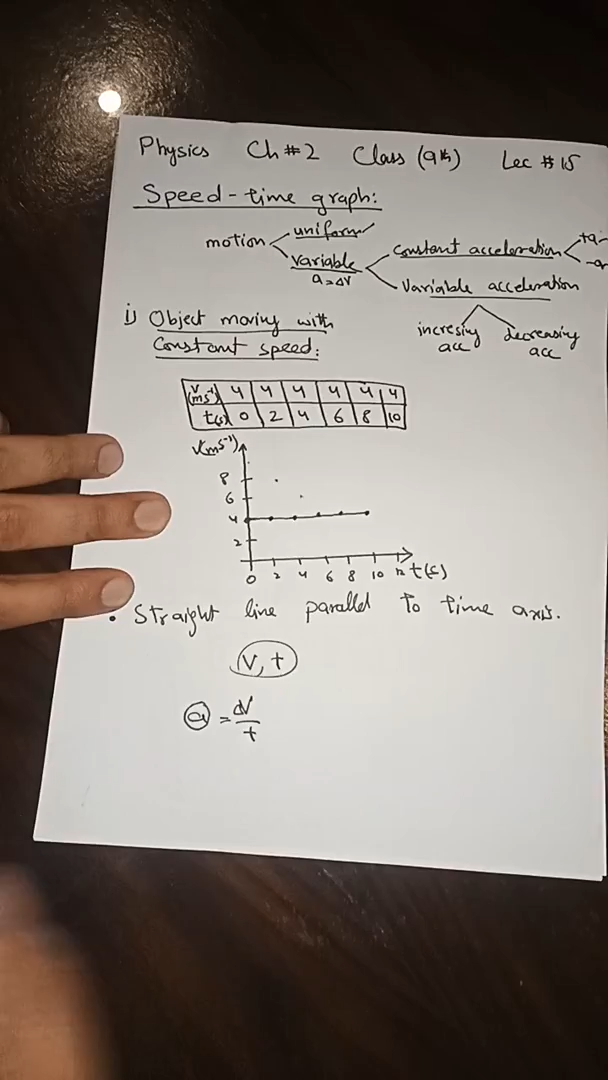 Physics Ch #2 Class (9th) Lec #15
Speed-time graph:
motion
uniform
variable
a=ΔV
constant acceleration
+a
-a
Variable acceleration
incresing acc
decreasing acc
i) Object moving with
Constant speed:
V(ms⁻¹) 4 4 4 4 4 4
t(s) 0 2 4 6 8 10
V(ms⁻¹)
8
6
4
2
0 2 4 6 8 10 12 t(s)
• Straight line parallel to time axis.
V, t
a = ΔV/t